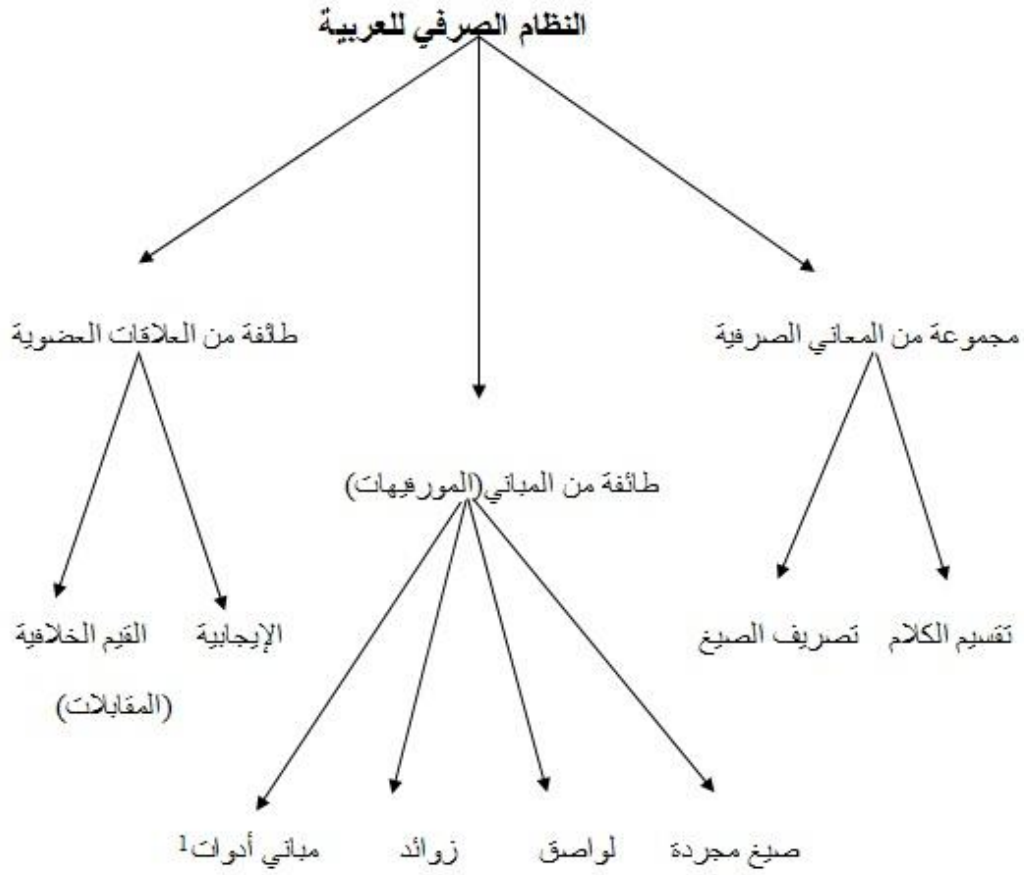 النظام الصرفي للعربية
مجموعة من المعاني الصرفية
طائفة من العلاقات العضوية
طائفة من المباني(المورفيهات)
تقسيم الكلام
تصريف الصيغ
الإيجابية
القيم الخلافية
(المقابلات)
صيغ مجردة
لواصق
زوائد
مباني أدوات1